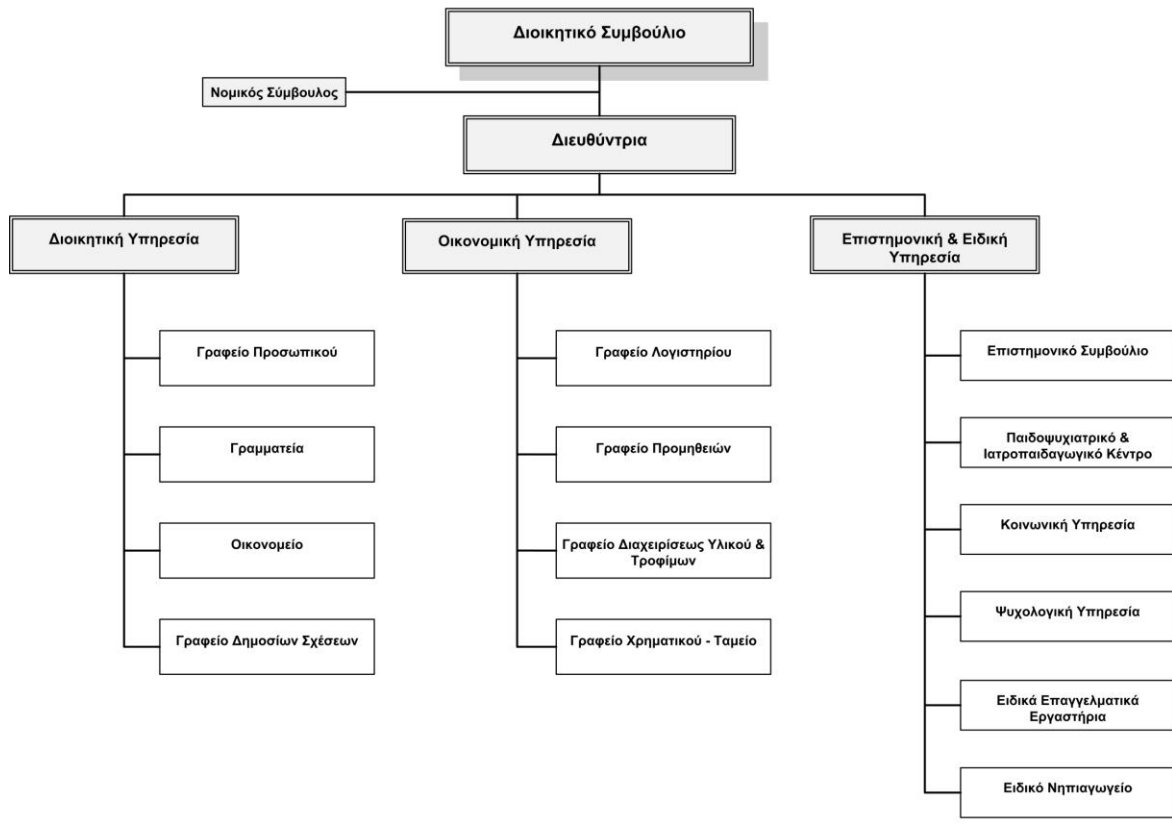 Διοικητικό Συμβούλιο
Νομικός Σύμβουλος
Διευθύντρια
Διοικητική Υπηρεσία
Οικονομική Υπηρεσία
Επιστημονική & Ειδική
Υπηρεσία
Γραφείο Προσωπικού
Γραμματεία
Οικονομείο
Γραφείο Δημοσίων Σχέσεων
Γραφείο Λογιστηρίου
Γραφείο Προμηθειών
Γραφείο Διαχειρίσεως Υλικού &
Τροφίμων
Γραφείο Χρηματικού - Ταμείο
Επιστημονικό Συμβούλιο
Παιδοψυχιατρικό &
Ιατροπαιδαγωγικό Κέντρο
Κοινωνική Υπηρεσία
Ψυχολογική Υπηρεσία
Ειδικά Επαγγελματικά
Εργαστήρια
Ειδικό Νηπιαγωγείο